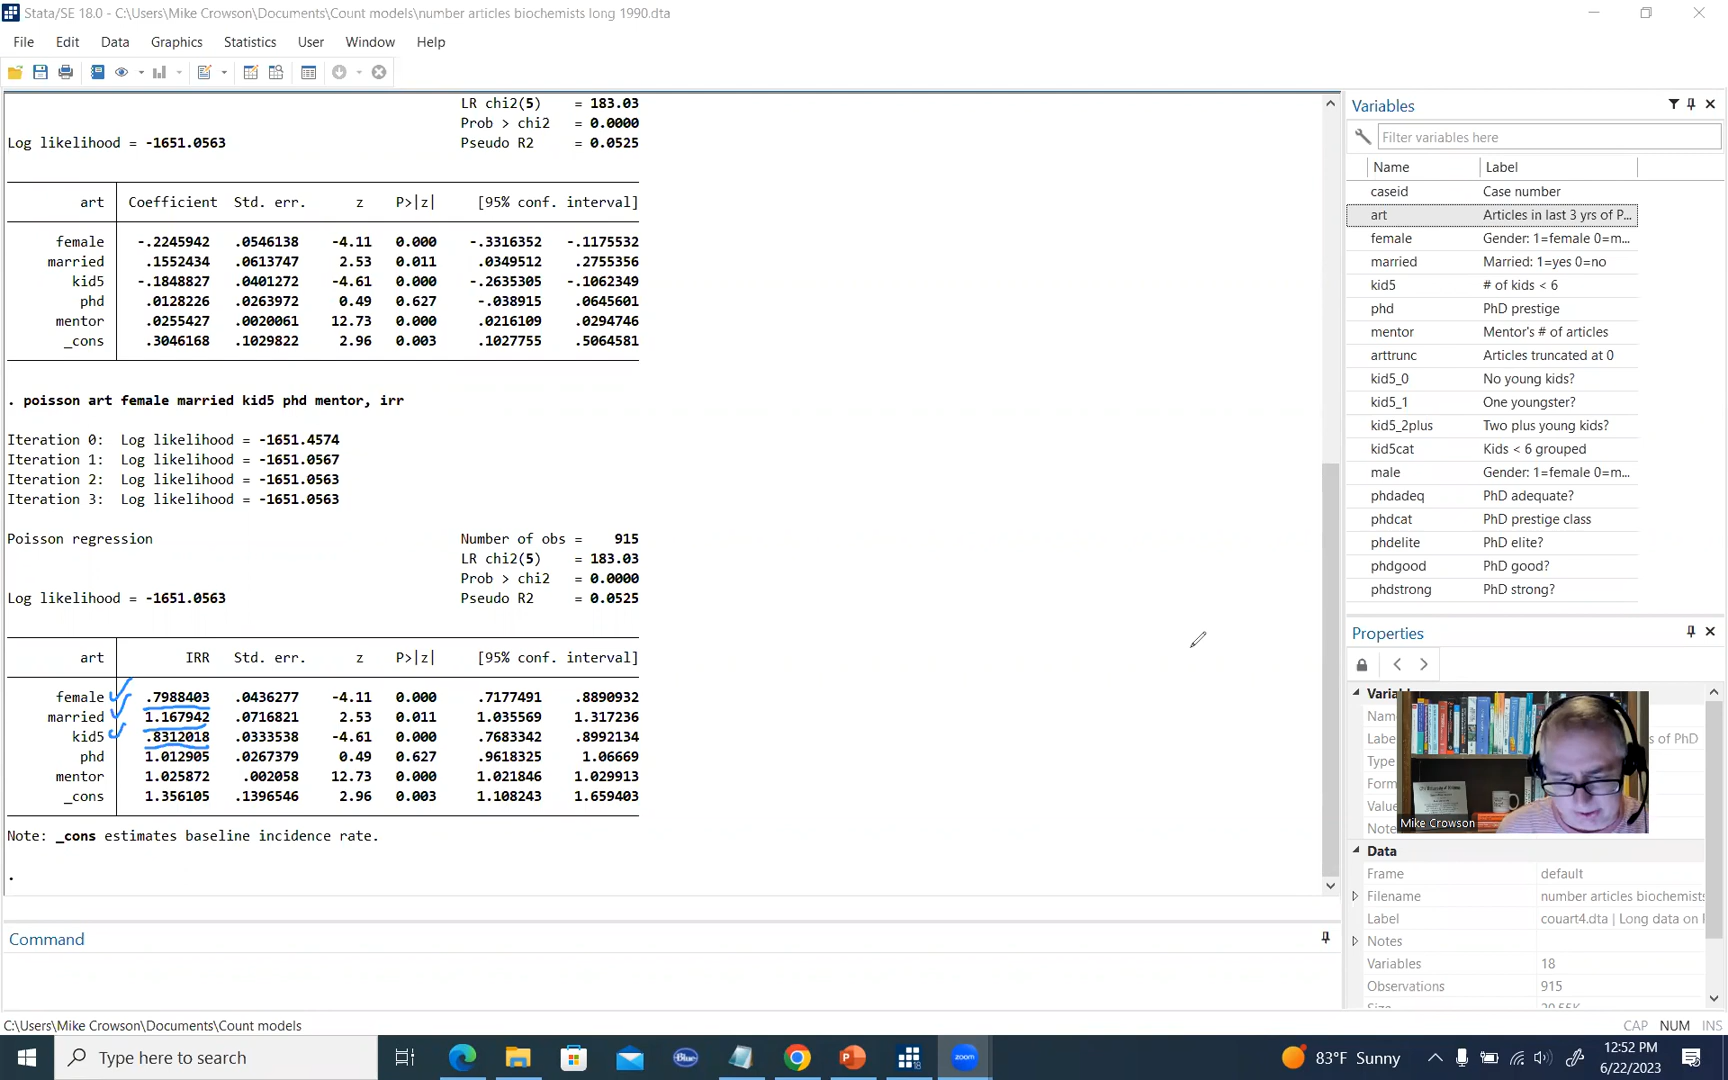 Stata/SE 18.0 - C:\Users\Mike Crowson\Documents\Count models\number articles biochemists long 1990.dta
File Edit Data Graphics Statistics User Window Help
LR chi2(5) = 183.03
Prob > chi2 = 0.0000
Log likelihood = -1651.0563 Pseudo R2 = 0.0525
art Coefficient Std. err. z P>|z| [95% conf. interval]
female -.2245942 .0546138 -4.11 0.000 -.3316352 -.1175532
married .1552434 .0613747 2.53 0.011 .0349512 .2755356
kid5 -.1848827 .0401272 -4.61 0.000 -.2635305 -.1062349
phd .0128226 .0263972 0.49 0.627 -.038915 .0645601
mentor .0255427 .0020061 12.73 0.000 .0216109 .0294746
_cons .3046168 .1029822 2.96 0.003 .1027755 .5064581
. poisson art female married kid5 phd mentor, irr
Iteration 0: Log likelihood = -1651.4574
Iteration 1: Log likelihood = -1651.0567
Iteration 2: Log likelihood = -1651.0563
Iteration 3: Log likelihood = -1651.0563
Poisson regression Number of obs = 915
LR chi2(5) = 183.03
Prob > chi2 = 0.0000
Log likelihood = -1651.0563 Pseudo R2 = 0.0525
art IRR Std. err. z P>|z| [95% conf. interval]
female .7988403 .0436277 -4.11 0.000 .7177491 .8890932
married 1.167942 .0716821 2.53 0.011 1.035569 1.317236
kid5 .8312018 .0333538 -4.61 0.000 .7683342 .8992134
phd 1.012905 .0267379 0.49 0.627 .9618325 1.06669
mentor 1.025872 .002058 12.73 0.000 1.021846 1.029913
_cons 1.356105 .1396546 2.96 0.003 1.108243 1.659403
Note: _cons estimates baseline incidence rate.
.
Command
C:\Users\Mike Crowson\Documents\Count models
Variables
Filter variables here
Name Label
caseid Case number
art Articles in last 3 yrs of P...
female Gender: 1=female 0=m...
married Married: 1=yes 0=no
kid5 # of kids < 6
phd PhD prestige
mentor Mentor's # of articles
arttrunc Articles truncated at 0
kid5_0 No young kids?
kid5_1 One youngster?
kid5_2plus Two plus young kids?
kid5cat Kids < 6 grouped
male Gender: 1=female 0=m...
phdadeq PhD adequate?
phdcat PhD prestige class
phdelite PhD elite?
phdgood PhD good?
phdstrong PhD strong?
Properties
Varia
Nam
Labe s of PhD
Type
Form
Value
Note
Mike Crowson
Data
Frame default
Filename number articles biochemists
Label couart4.dta | Long data on
Notes
Variables 18
Observations 915
CAP NUM INS
Type here to search
Blue
zoom
83°F Sunny
12:52 PM
6/22/2023